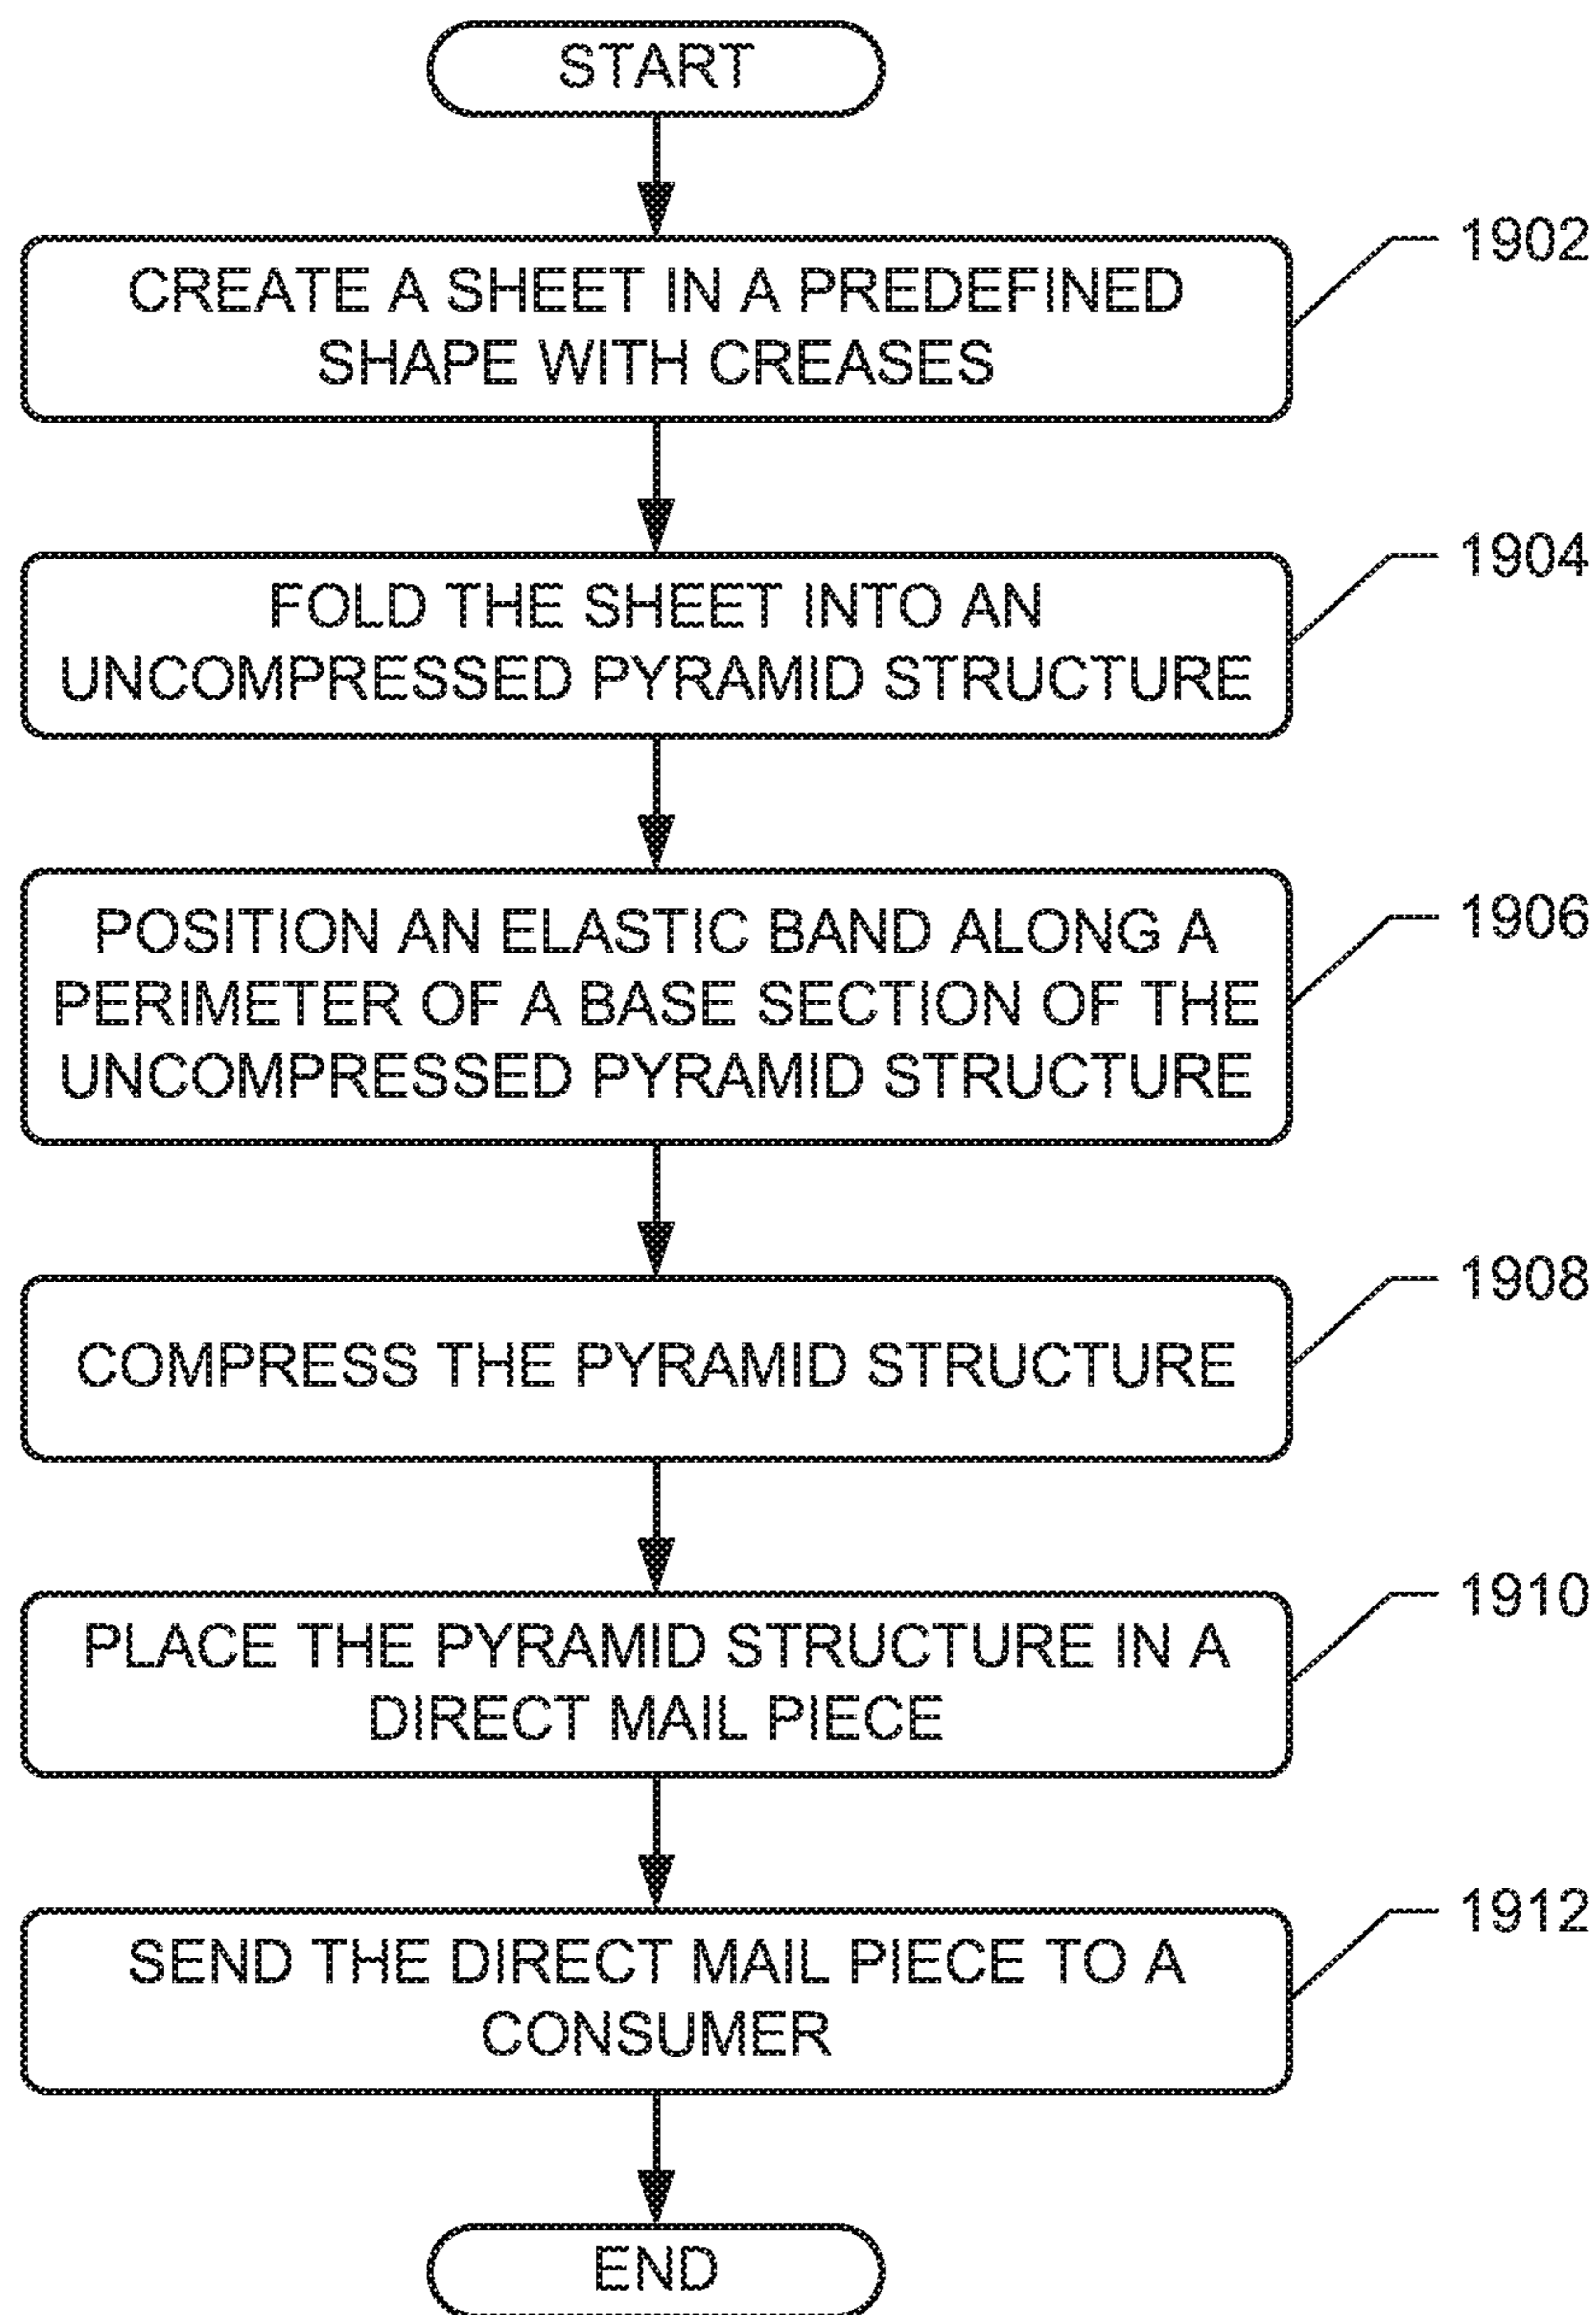 START
1902
CREATE A SHEET IN A PREDEFINED
SHAPE WITH CREASES
1904
FOLD THE SHEET INTO AN
UNCOMPRESSED PYRAMID STRUCTURE
1906
POSITION AN ELASTIC BAND ALONG A
PERIMETER OF A BASE SECTION OF THE
UNCOMPRESSED PYRAMID STRUCTURE
1908
COMPRESS THE PYRAMID STRUCTURE
1910
PLACE THE PYRAMID STRUCTURE IN A
DIRECT MAIL PIECE
1912
SEND THE DIRECT MAIL PIECE TO A
CONSUMER
END